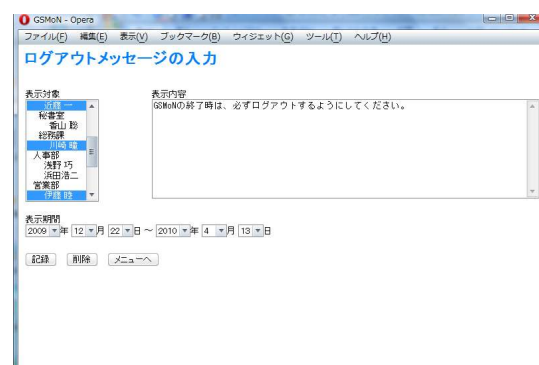 GSMoN - Opera
ファイル(F) 編集(E) 表示(V) ブックマーク(B) ウィジェット(G) ツール(T) ヘルプ(H)
ログアウトメッセージの入力
表示対象
近藤 一
秘書室
香山 聡
総務課
川崎 瞳
人事部
浅野 巧
浜田浩二
営業部
伊藤 睦
表示内容
GSMoNの終了時は、必ずログアウトするようにしてください。
表示期間
2009 年 12 月 22 日 ～ 2010 年 4 月 13 日
記録 削除 メニューへ